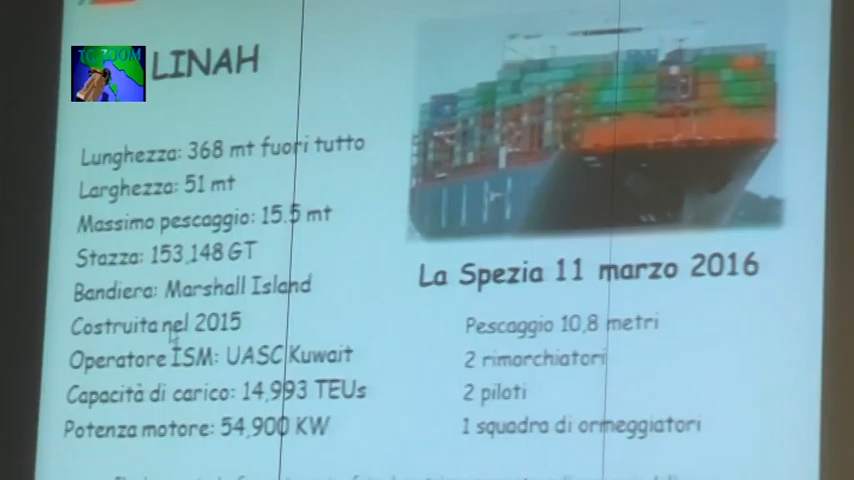 TG ZOOM
LINAH
Lunghezza: 368 mt fuori tutto
Larghezza: 51 mt
Massimo pescaggio: 15.5 mt
Stazza: 153,148 GT
Bandiera: Marshall Island
Costruita nel 2015
Operatore ISM: UASC Kuwait
Capacità di carico: 14,993 TEUs
Potenza motore: 54,900 KW
La Spezia 11 marzo 2016
Pescaggio 10,8 metri
2 rimorchiatori
2 piloti
1 squadra di ormeggiatori